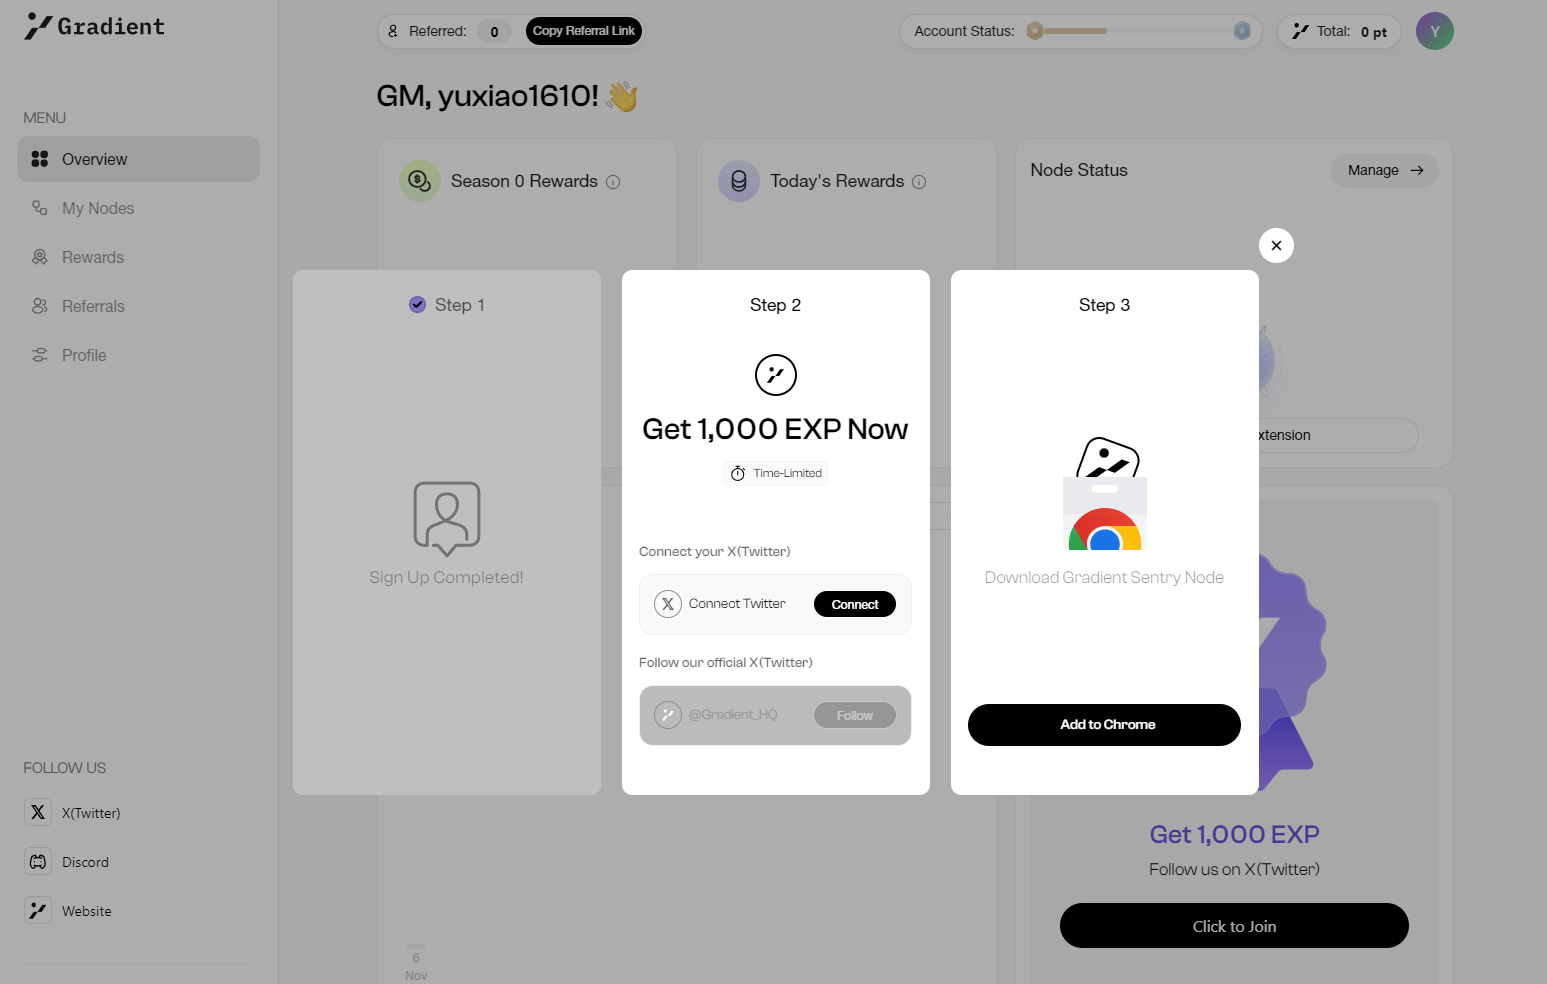 Gradient
Referred: 0 Copy Referral Link
Account Status:
Total: 0 pt
Y
GM, yuxiao1610! 👋
MENU
Overview
My Nodes
Rewards
Referrals
Profile
Season 0 Rewards
Today's Rewards
Node Status
Manage →
Step 1
Sign Up Completed!
Step 2
Get 1,000 EXP Now
Time-Limited
Connect your X(Twitter)
Connect Twitter Connect
Follow our official X(Twitter)
@Gradient_HQ Follow
Step 3
Download Gradient Sentry Node
Add to Chrome
xtension
Get 1,000 EXP
Follow us on X(Twitter)
Click to Join
FOLLOW US
X(Twitter)
Discord
Website
6
Nov